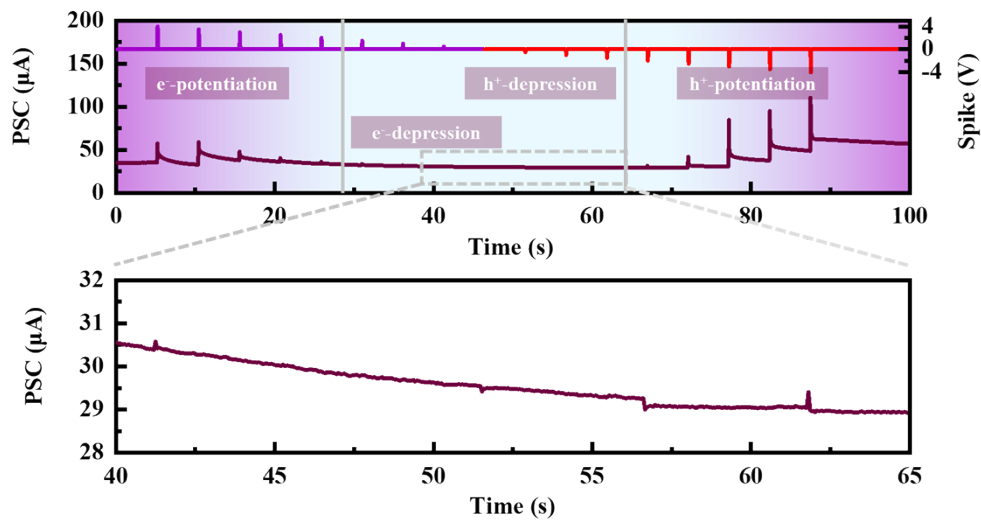 200
150
100
50
0
PSC (μA)
4
0
−4
Spike (V)
e⁻-potentiation
h⁺-depression
h⁺-potentiation
e⁻-depression
0 20 40 60 80 100
Time (s)
32
31
30
29
28
PSC (μA)
40 45 50 55 60 65
Time (s)